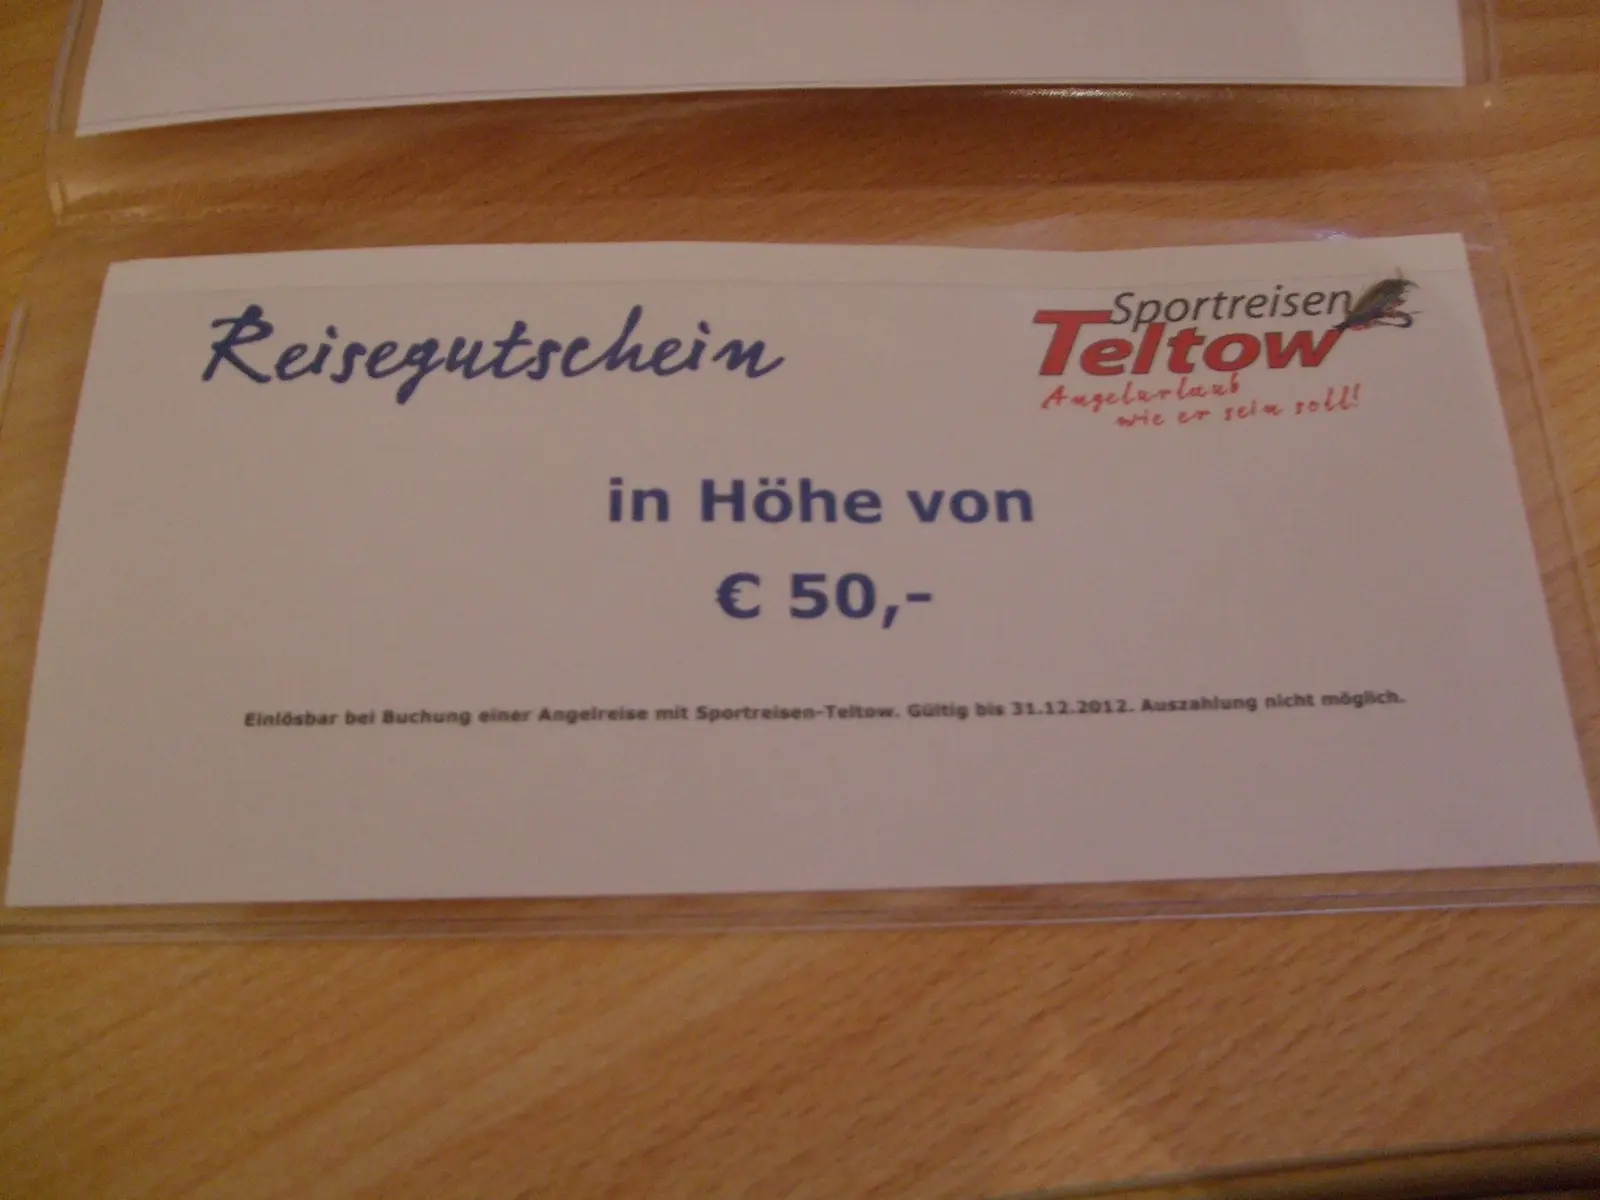 Reisegutschein
Sportreisen
Teltow
Angelurlaub
wie er sein soll!
in Höhe von
€ 50,-
Einlösbar bei Buchung einer Angelreise mit Sportreisen-Teltow. Gültig bis 31.12.2012. Auszahlung nicht möglich.